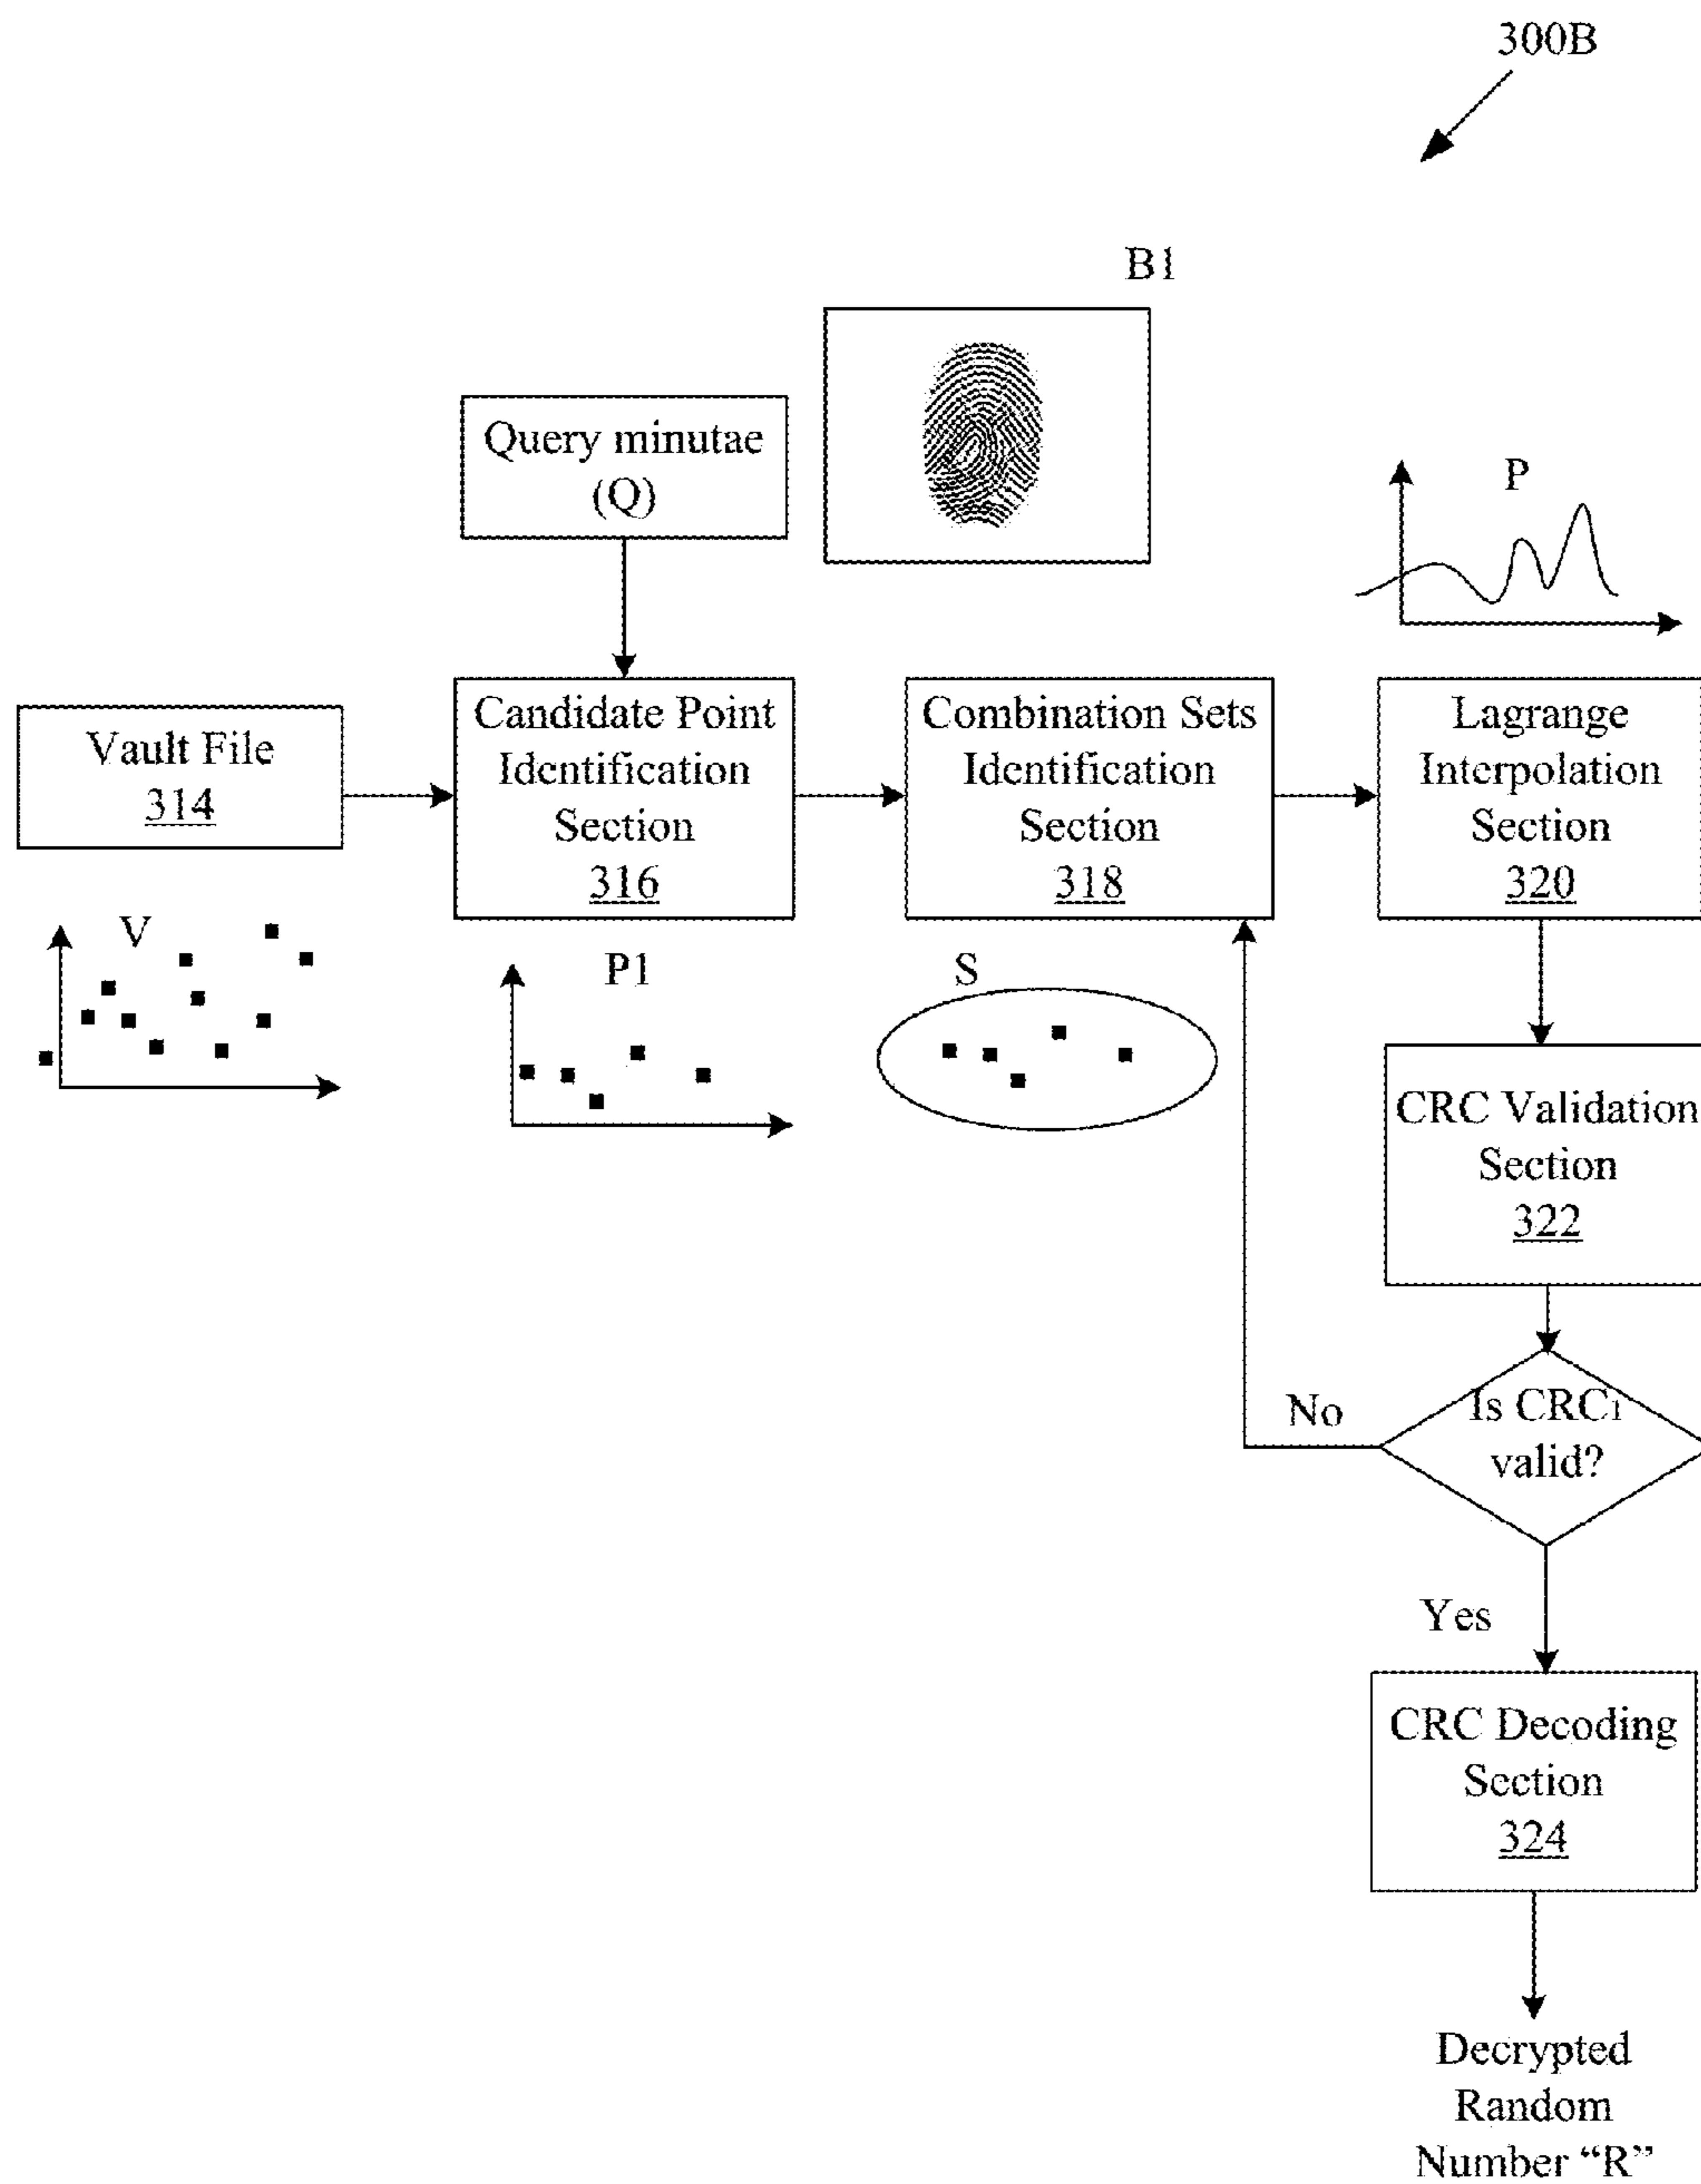 300B
B1
Query minutae
(Q)
P
Vault File
314
Candidate Point
Identification
Section
316
Combination Sets
Identification
Section
318
Lagrange
Interpolation
Section
320
V
P1
S
CRC Validation
Section
322
Is CRC1
valid?
No
Yes
CRC Decoding
Section
324
Decrypted
Random
Number “R”